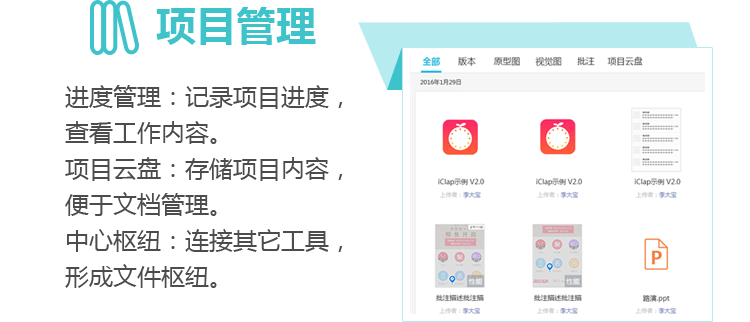 项目管理
进度管理：记录项目进度，
查看工作内容。
项目云盘：存储项目内容，
便于文档管理。
中心枢纽：连接其它工具，
形成文件枢纽。
全部 版本 原型图 视觉图 批注 项目云盘
2016年1月29日
iClap示例 V2.0 iClap示例 V2.0 iClap示例 V2.0
上传者：李大宝 上传者：李大宝 上传者：李大宝
性能 性能
P
批注描述批注描 批注描述批注描 路演.ppt
上传者：李大宝 上传者：李大宝 上传者：李大宝